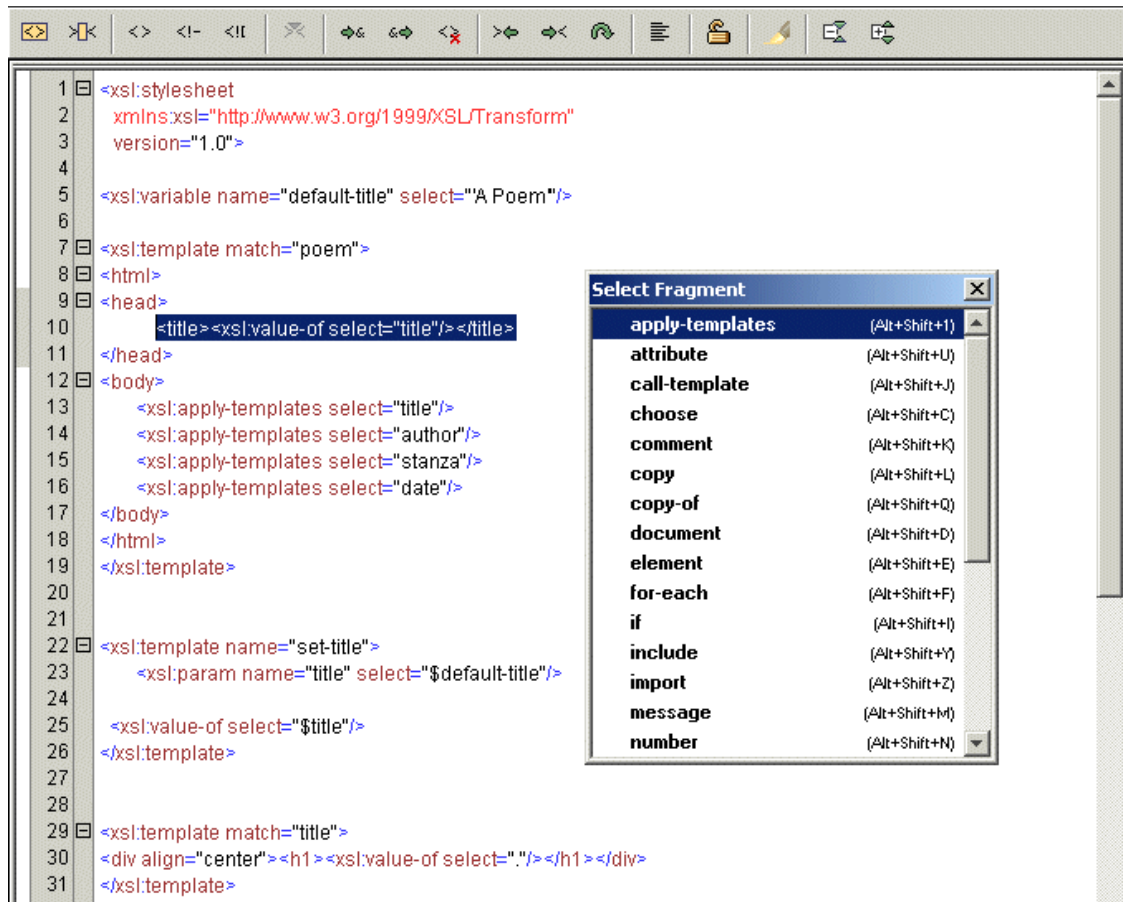 <> >[]< <> <!- <![ &  & <> >< ><
1 <xsl:stylesheet
2 xmlns:xsl="http://www.w3.org/1999/XSL/Transform"
3 version="1.0">
4
5 <xsl:variable name="default-title" select="'A Poem'"/>
6
7 <xsl:template match="poem">
8 <html>
9 <head>
10 <title><xsl:value-of select="title"/></title>
11 </head>
12 <body>
13 <xsl:apply-templates select="title"/>
14 <xsl:apply-templates select="author"/>
15 <xsl:apply-templates select="stanza"/>
16 <xsl:apply-templates select="date"/>
17 </body>
18 </html>
19 </xsl:template>
20
21
22 <xsl:template name="set-title">
23 <xsl:param name="title" select="$default-title"/>
24
25 <xsl:value-of select="$title"/>
26 </xsl:template>
27
28
29 <xsl:template match="title">
30 <div align="center"><h1><xsl:value-of select="."/></h1></div>
31 </xsl:template>
Select Fragment
apply-templates (Alt+Shift+1)
attribute (Alt+Shift+U)
call-template (Alt+Shift+J)
choose (Alt+Shift+C)
comment (Alt+Shift+K)
copy (Alt+Shift+L)
copy-of (Alt+Shift+Q)
document (Alt+Shift+D)
element (Alt+Shift+E)
for-each (Alt+Shift+F)
if (Alt+Shift+I)
include (Alt+Shift+Y)
import (Alt+Shift+Z)
message (Alt+Shift+M)
number (Alt+Shift+N)